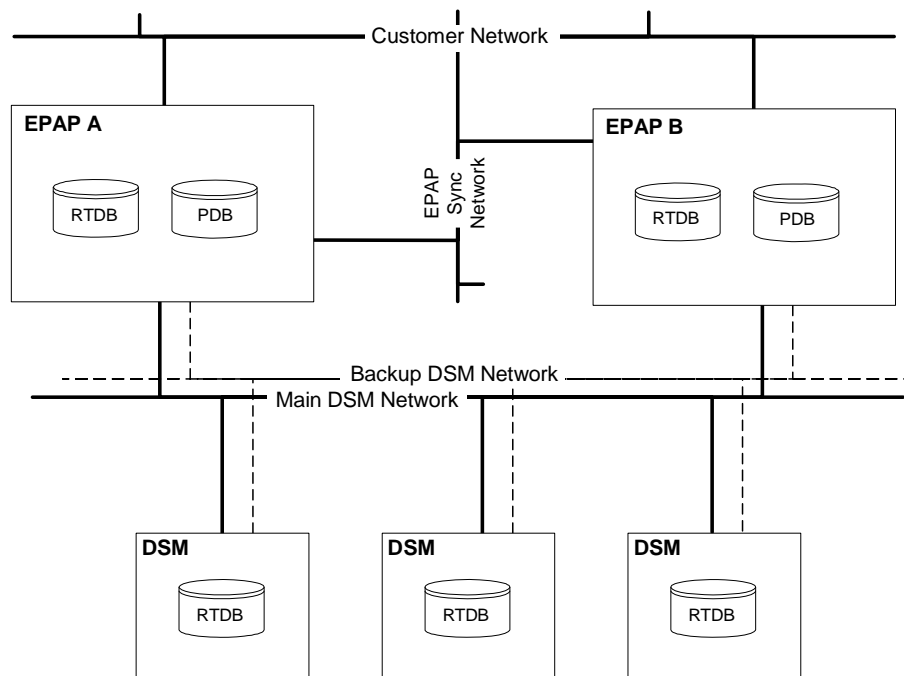 Customer Network
EPAP A
RTDB
PDB
EPAP
Sync
Network
EPAP B
RTDB
PDB
Backup DSM Network
Main DSM Network
DSM
RTDB
DSM
RTDB
DSM
RTDB